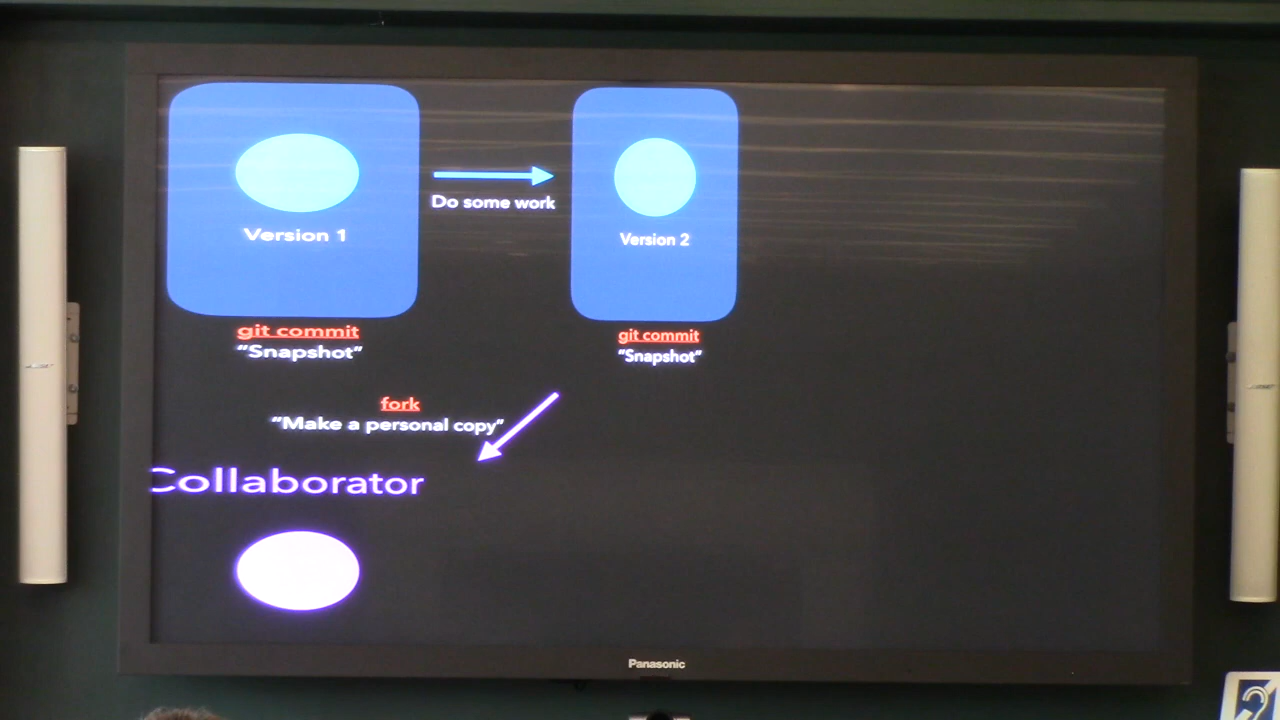 Do some work
Version 1
Version 2
git commit
“Snapshot”
git commit
“Snapshot”
fork
“Make a personal copy”
Collaborator
Panasonic